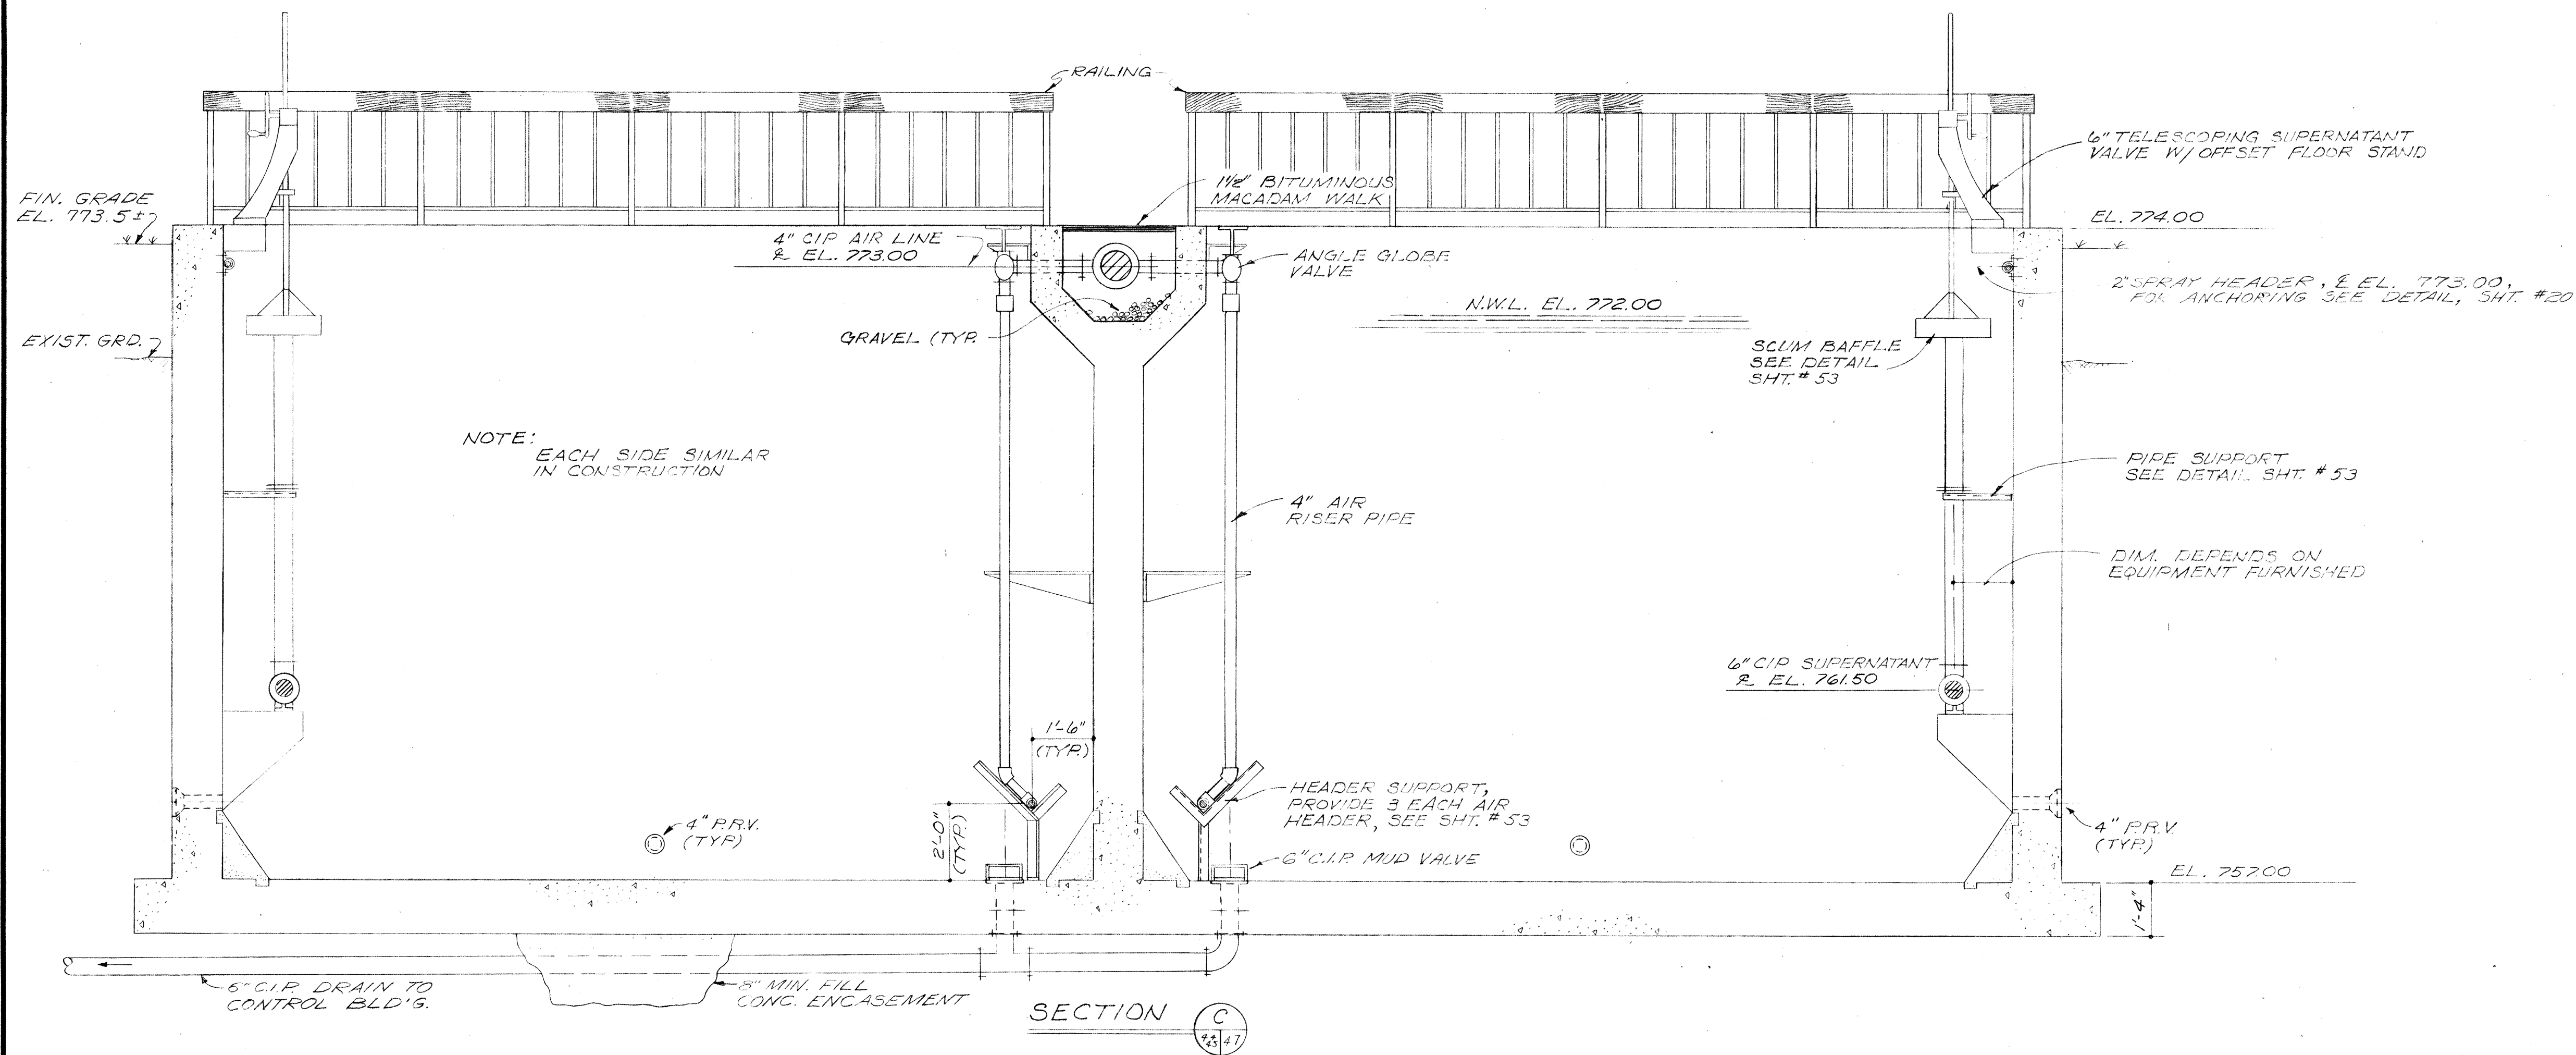 RAILING
6" TELESCOPING SUPERNATANT
VALVE W/ OFFSET FLOOR STAND
1½" BITUMINOUS
MACADAM WALK
FIN. GRADE
EL. 773.5±
EL. 774.00
4" CIP AIR LINE
℄ EL. 773.00
ANGLE GLOBE
VALVE
2" SPRAY HEADER, ℄ EL. 773.00,
FOR ANCHORING SEE DETAIL, SHT. #20
N.W.L. EL. 772.00
EXIST. GRD.
GRAVEL (TYP.
SCUM BAFFLE
SEE DETAIL
SHT. # 53
NOTE:
EACH SIDE SIMILAR
IN CONSTRUCTION
PIPE SUPPORT
SEE DETAIL SHT. # 53
4" AIR
RISER PIPE
DIM. DEPENDS ON
EQUIPMENT FURNISHED
6" CIP SUPERNATANT
℄ EL. 761.50
1'-6"
(TYP.)
HEADER SUPPORT,
PROVIDE 3 EACH AIR
HEADER, SEE SHT. # 53
4" P.R.V.
(TYP)
2'-0"
(TYP.)
4" P.R.V.
(TYP.)
6" C.I.P. MUD VALVE
EL. 757.00
1'-4"
6" C.I.P. DRAIN TO
CONTROL BLD'G.
8" MIN. FILL
CONC. ENCASEMENT
SECTION
C
44 45 47